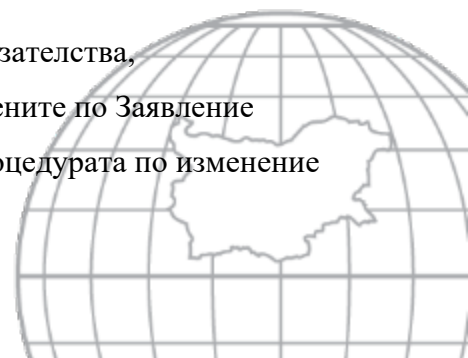 зателства,
ените по Заявление
оцедурата по изменение